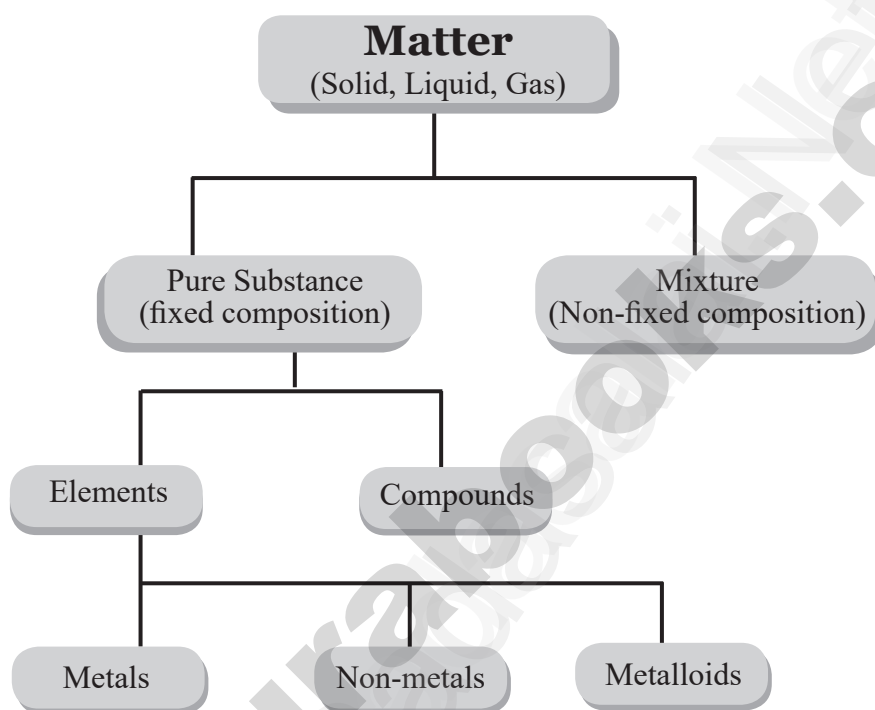 Matter
(Solid, Liquid, Gas)
Pure Substance
(fixed composition)
Mixture
(Non-fixed composition)
Elements
Compounds
Metals
Non-metals
Metalloids